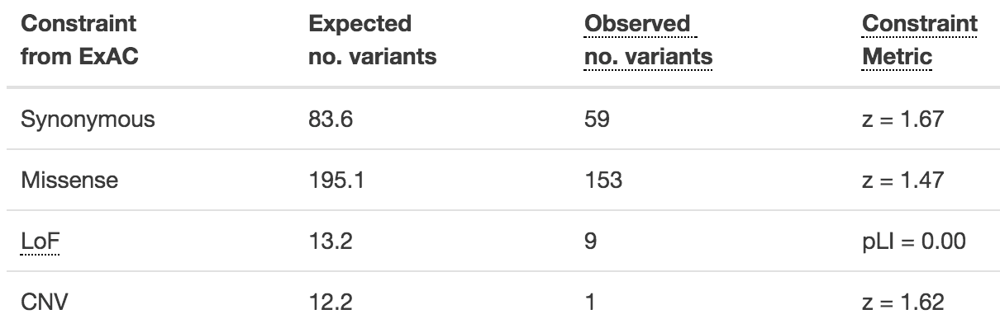 Constraint from ExAC Expected no. variants Observed no. variants Constraint Metric
Synonymous 83.6 59 z = 1.67
Missense 195.1 153 z = 1.47
LoF 13.2 9 pLI = 0.00
CNV 12.2 1 z = 1.62